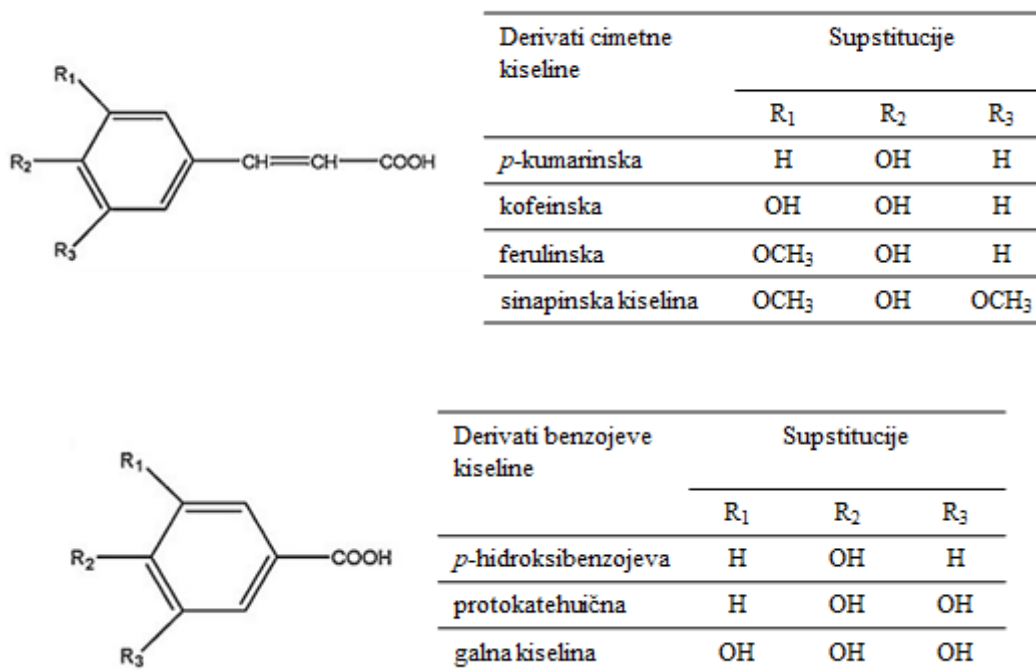 Derivati cimetne kiseline Supstitucije
R₁ R₂ R₃
p-kumarinska H OH H
kofeinska OH OH H
ferulinska OCH₃ OH H
sinapinska kiselina OCH₃ OH OCH₃
R₁
R₂
R₃
CH CH COOH
Derivati benzojeve kiseline Supstitucije
R₁ R₂ R₃
p-hidroksibenzojeva H OH H
protokatehuična H OH OH
galna kiselina OH OH OH
R₁
R₂
R₃
COOH